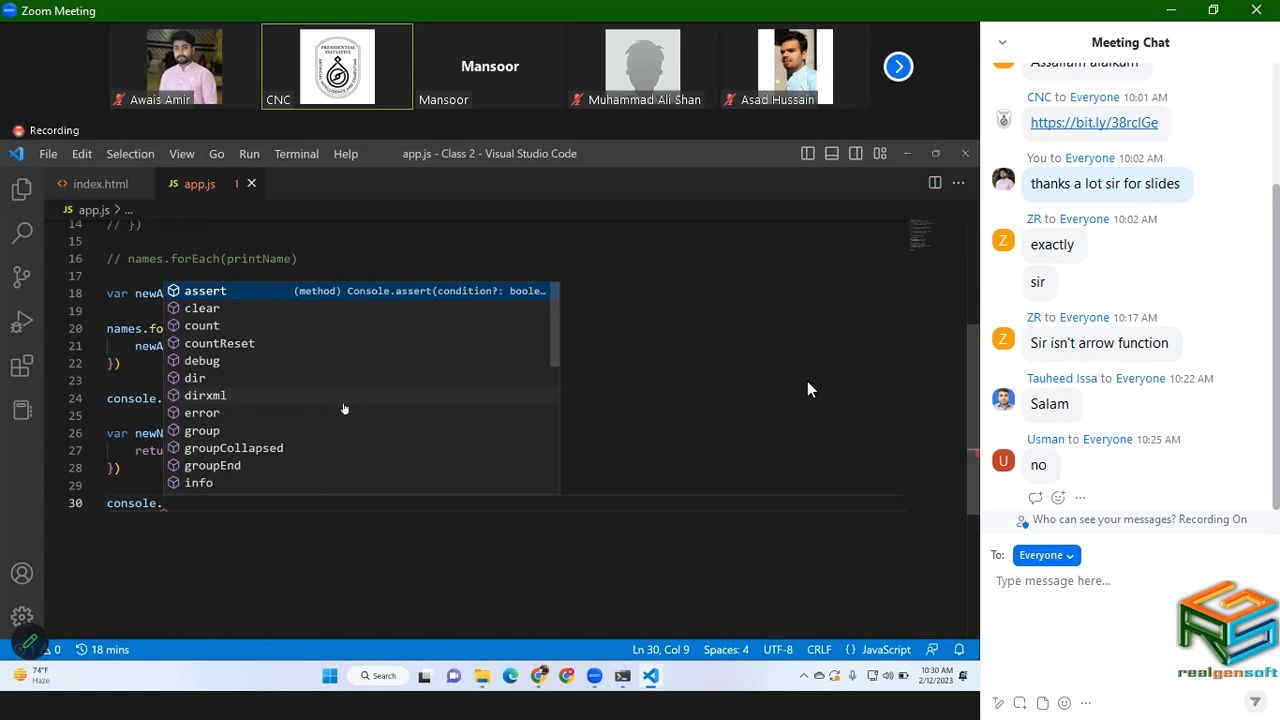 Zoom Meeting
PRESIDENTIAL
INITIATIVE
Awais Amir
CNC
Mansoor
Mansoor
Muhammad Ali Shan
Asad Hussain
Recording
File Edit Selection View Go Run Terminal Help
app.js - Class 2 - Visual Studio Code
index.html
JS app.js 1
JS app.js > ...
14 // })
15
16 // names.forEach(printName)
17
18 var newA
19
20 names.fo
21 newA
22 })
23
24 console.
25
26 var newN
27 retu
28 })
29
30 console.
assert (method) Console.assert(condition?: boole…
clear
count
countReset
debug
dir
dirxml
error
group
groupCollapsed
groupEnd
info
1 0 18 mins
Ln 30, Col 9 Spaces: 4 UTF-8 CRLF {} JavaScript
74°F
Haze
Search
10:30 AM
2/12/2023
Meeting Chat
Assallam alaikum
CNC to Everyone 10:01 AM
https://bit.ly/38rclGe
You to Everyone 10:02 AM
thanks a lot sir for slides
ZR to Everyone 10:02 AM
Z
exactly
sir
ZR to Everyone 10:17 AM
Z
Sir isn't arrow function
Tauheed Issa to Everyone 10:22 AM
Salam
Usman to Everyone 10:25 AM
U
no
Who can see your messages? Recording On
To: Everyone
Type message here...
realgensoft